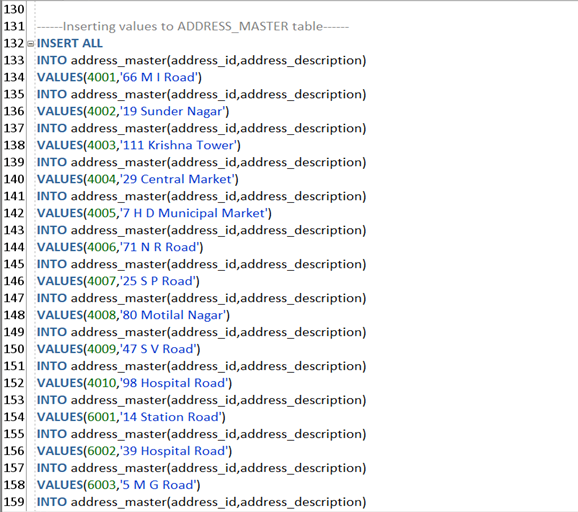 130
131 ------Inserting values to ADDRESS_MASTER table------
132 INSERT ALL
133 INTO address_master(address_id,address_description)
134 VALUES(4001,'66 M I Road')
135 INTO address_master(address_id,address_description)
136 VALUES(4002,'19 Sunder Nagar')
137 INTO address_master(address_id,address_description)
138 VALUES(4003,'111 Krishna Tower')
139 INTO address_master(address_id,address_description)
140 VALUES(4004,'29 Central Market')
141 INTO address_master(address_id,address_description)
142 VALUES(4005,'7 H D Municipal Market')
143 INTO address_master(address_id,address_description)
144 VALUES(4006,'71 N R Road')
145 INTO address_master(address_id,address_description)
146 VALUES(4007,'25 S P Road')
147 INTO address_master(address_id,address_description)
148 VALUES(4008,'80 Motilal Nagar')
149 INTO address_master(address_id,address_description)
150 VALUES(4009,'47 S V Road')
151 INTO address_master(address_id,address_description)
152 VALUES(4010,'98 Hospital Road')
153 INTO address_master(address_id,address_description)
154 VALUES(6001,'14 Station Road')
155 INTO address_master(address_id,address_description)
156 VALUES(6002,'39 Hospital Road')
157 INTO address_master(address_id,address_description)
158 VALUES(6003,'5 M G Road')
159 INTO address_master(address_id,address_description)